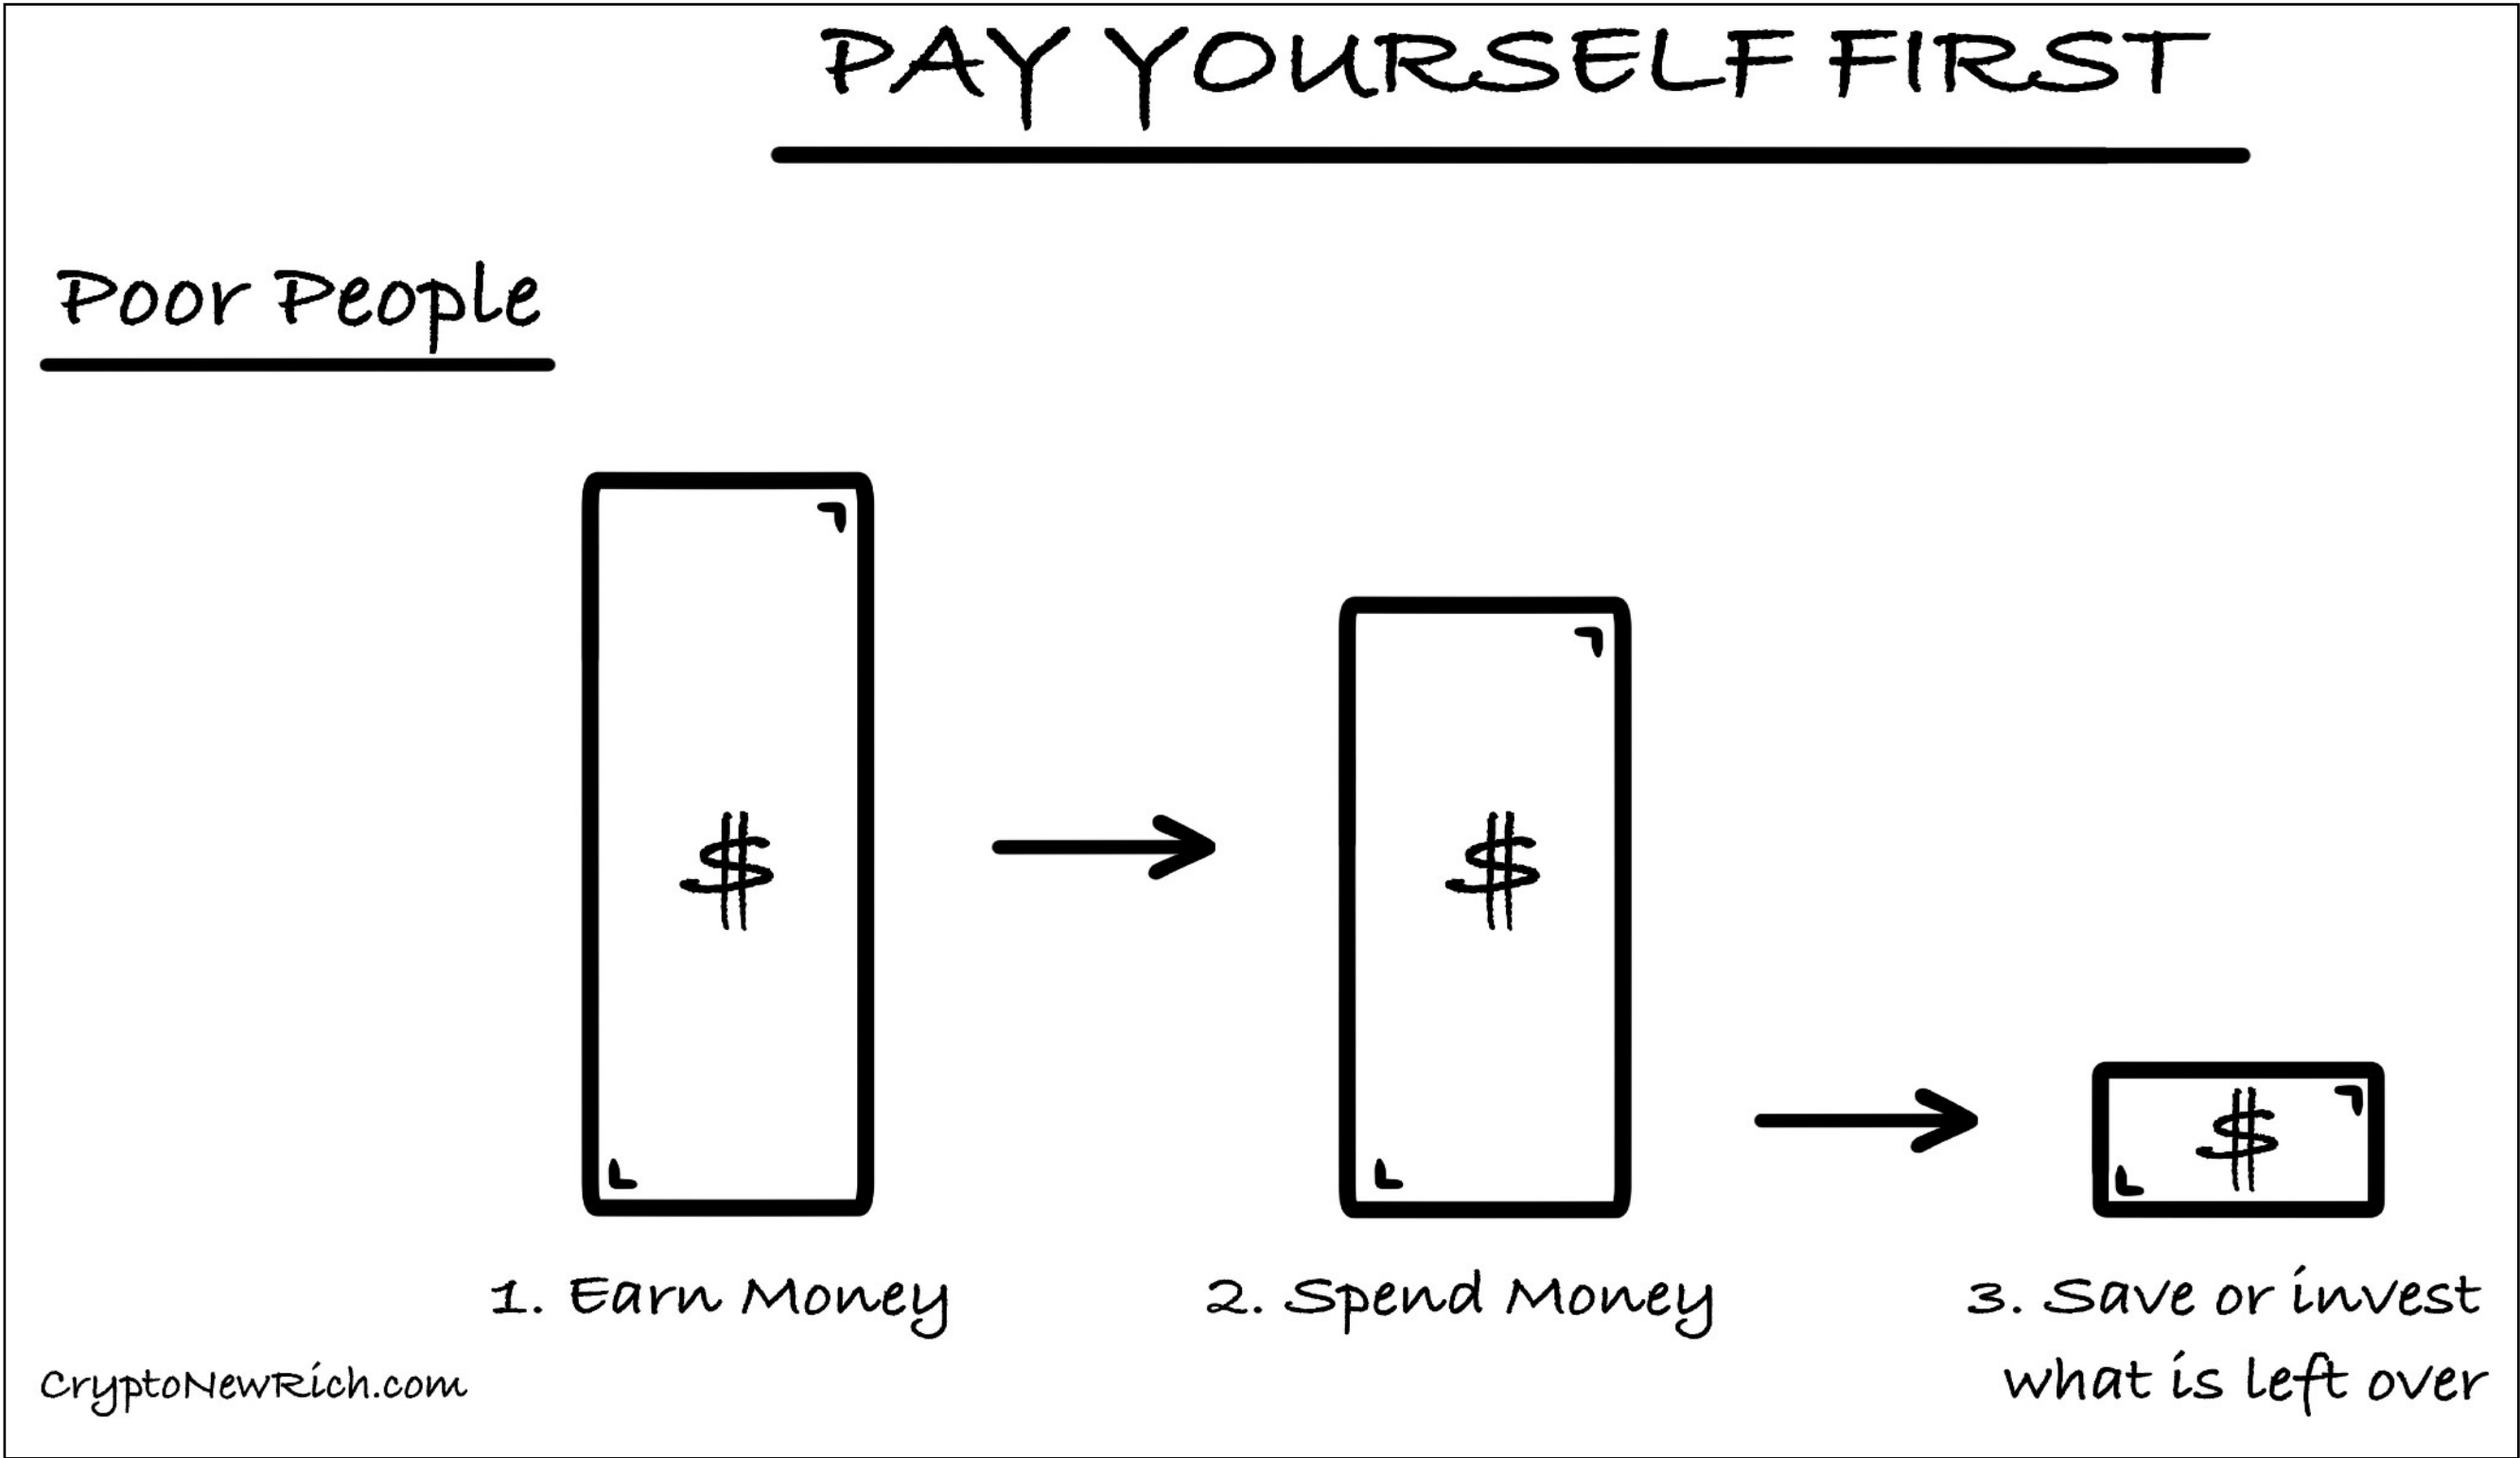 PAY YOURSELF FIRST
Poor People
$
$
$
1. Earn Money
2. Spend Money
3. Save or invest
what is left over
CryptoNewRich.com